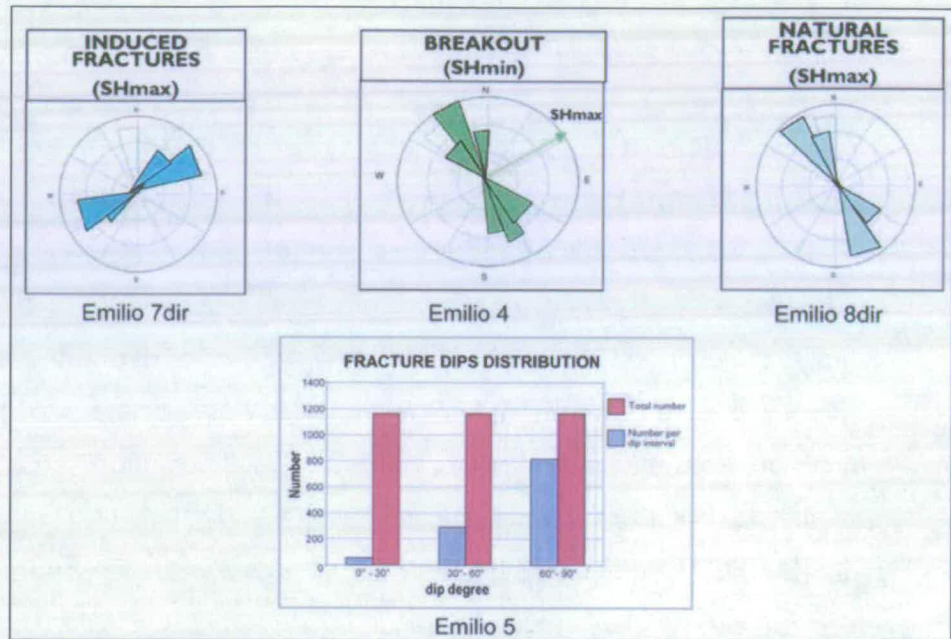 INDUCED
FRACTURES
(SHmax)
N
Emilio 7dir
BREAKOUT
(SHmin)
N
SHmax
W
E
S
Emilio 4
NATURAL
FRACTURES
(SHmax)
Emilio 8dir
FRACTURE DIPS DISTRIBUTION
1400
1200
1000
800
600
400
200
0
Number
Total number
Number per
dip interval
0°-30°
30°-60°
60°-90°
dip degree
Emilio 5